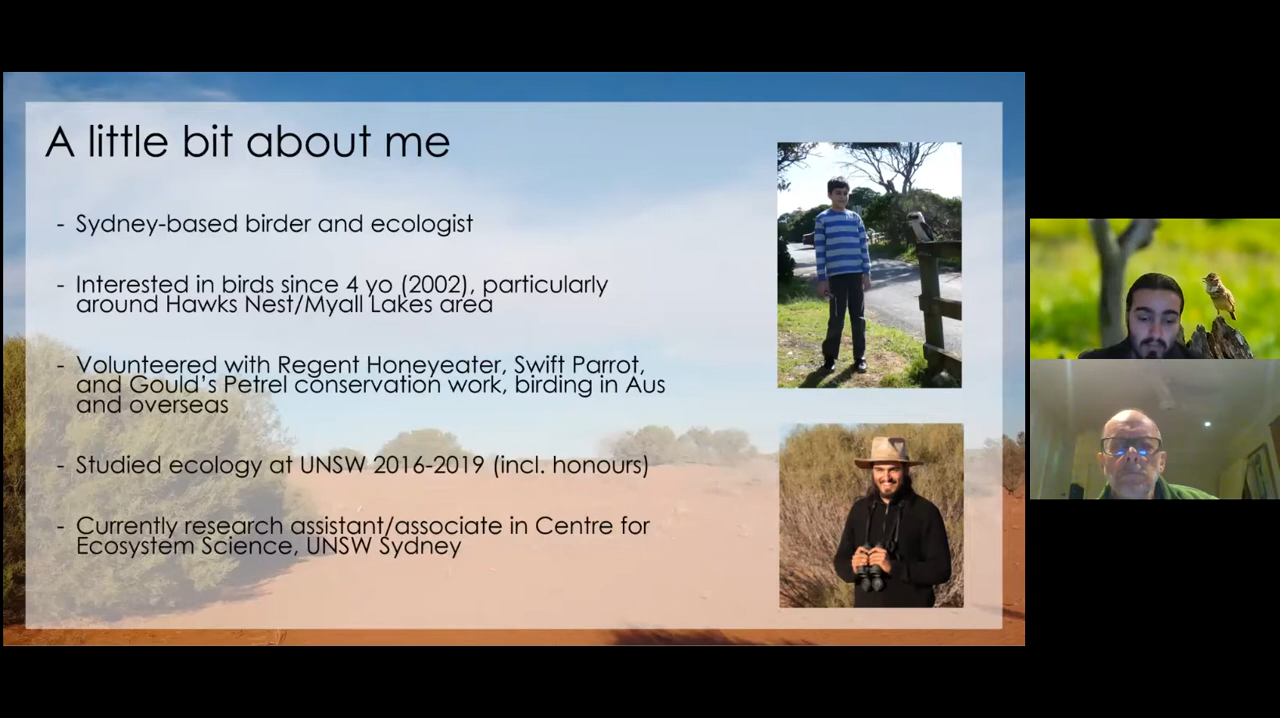 A little bit about me
- Sydney-based birder and ecologist
- Interested in birds since 4 yo (2002), particularly
around Hawks Nest/Myall Lakes area
- Volunteered with Regent Honeyeater, Swift Parrot,
and Gould's Petrel conservation work, birding in Aus
and overseas
- Studied ecology at UNSW 2016-2019 (incl. honours)
- Currently research assistant/associate in Centre for
Ecosystem Science, UNSW Sydney